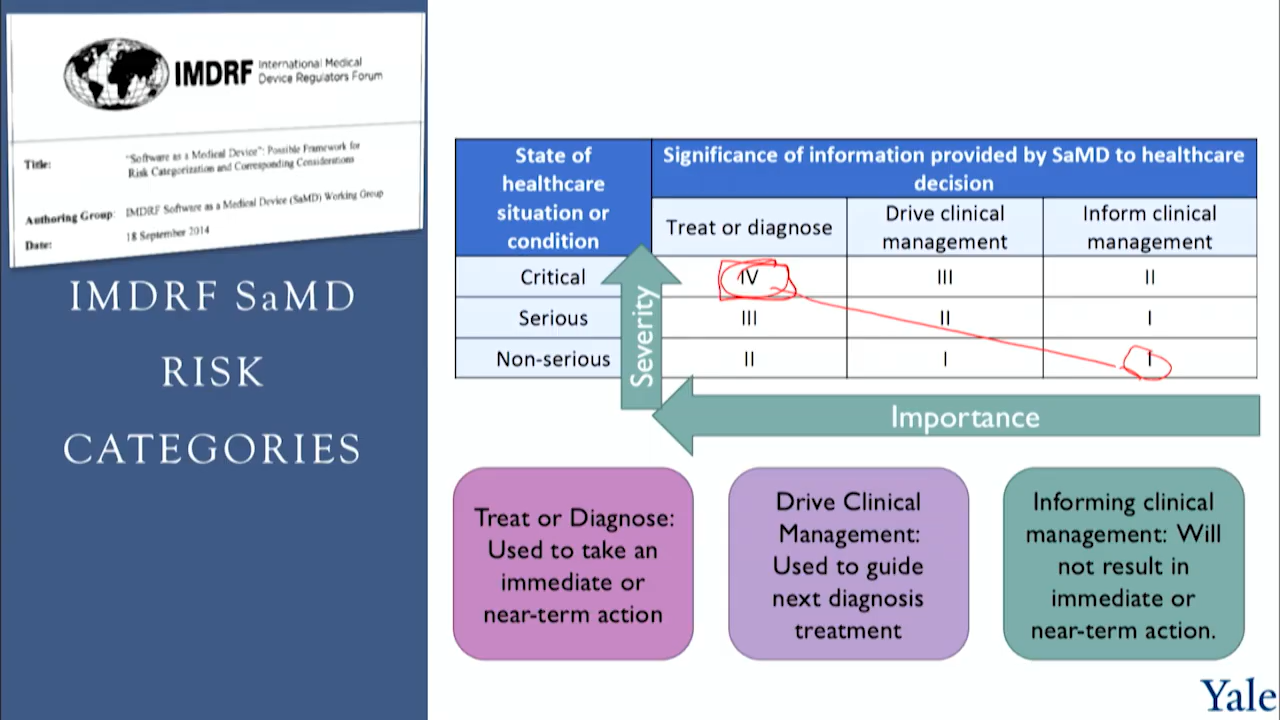 IMDRF International Medical
Device Regulators Forum
Title: "Software as a Medical Device": Possible Framework for
Risk Categorization and Corresponding Considerations
Authoring Group: IMDRF Software as a Medical Device (SaMD) Working Group
Date: 18 September 2014
IMDRF SaMD
RISK
CATEGORIES
State of
healthcare
situation or
condition
Significance of information provided by SaMD to healthcare
decision
Treat or diagnose
Drive clinical
management
Inform clinical
management
Critical IV III II
Serious III II I
Non-serious II I I
Severity
Importance
Treat or Diagnose:
Used to take an
immediate or
near-term action
Drive Clinical
Management:
Used to guide
next diagnosis
treatment
Informing clinical
management: Will
not result in
immediate or
near-term action.
Yale